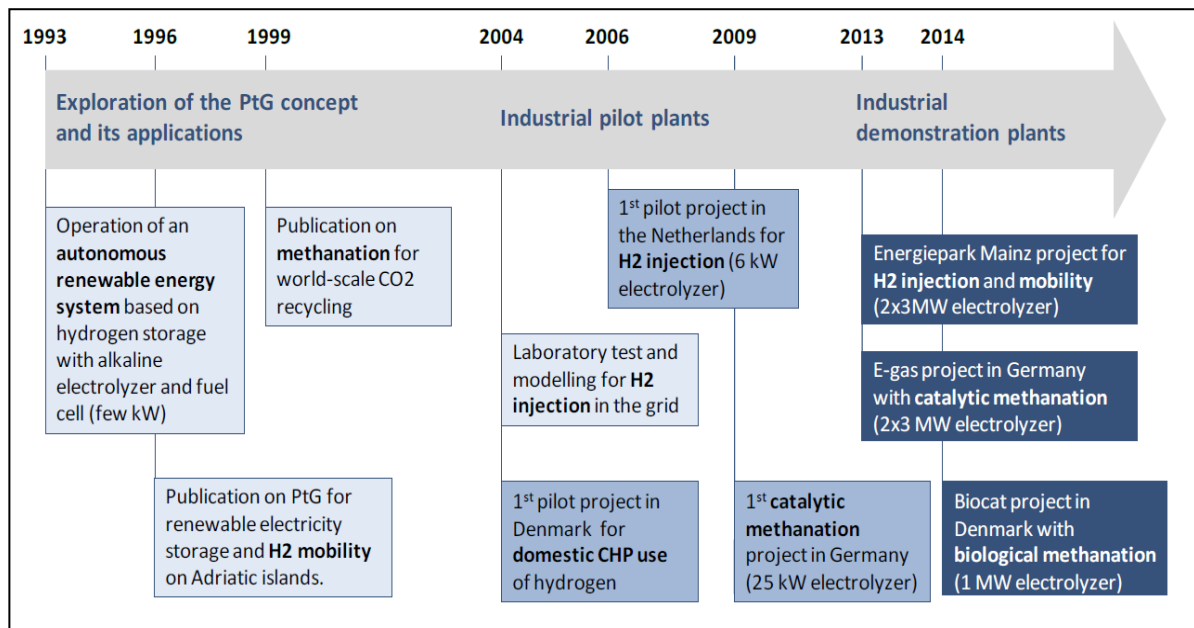 1993 1996 1999 2004 2006 2009 2013 2014
Exploration of the PtG concept
and its applications
Industrial pilot plants
Industrial
demonstration plants
Operation of an
autonomous
renewable energy
system based on
hydrogen storage
with alkaline
electrolyzer and fuel
cell (few kW)
Publication on
methanation for
world-scale CO2
recycling
1st pilot project in
the Netherlands for
H2 injection (6 kW
electrolyzer)
Energiepark Mainz project for
H2 injection and mobility
(2x3MW electrolyzer)
Laboratory test and
modelling for H2
injection in the grid
E-gas project in Germany
with catalytic methanation
(2x3 MW electrolyzer)
Publication on PtG for
renewable electricity
storage and H2 mobility
on Adriatic islands.
1st pilot project in
Denmark for
domestic CHP use
of hydrogen
1st catalytic
methanation
project in Germany
(25 kW electrolyzer)
Biocat project in
Denmark with
biological methanation
(1 MW electrolyzer)